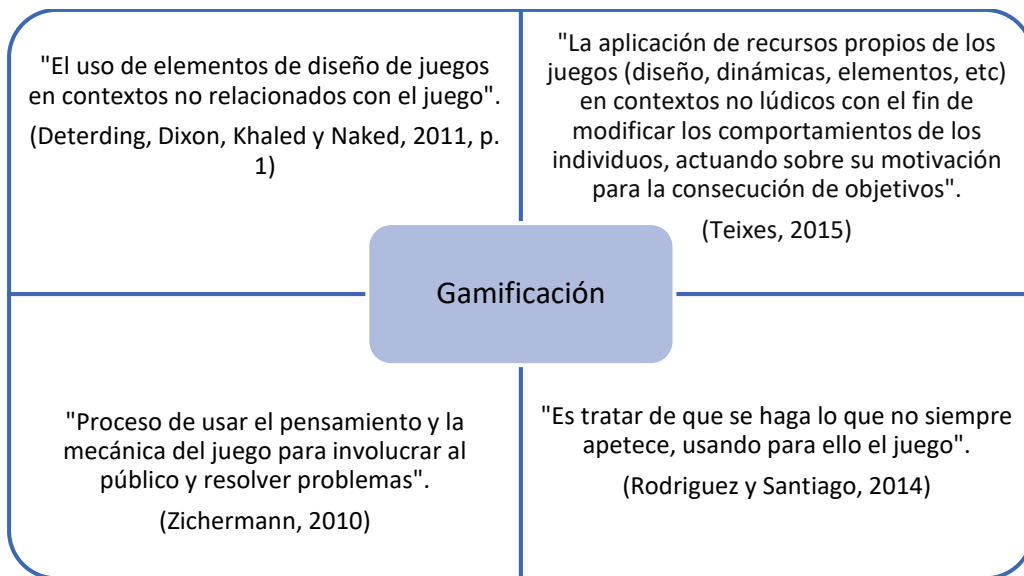 "El uso de elementos de diseño de juegos
en contextos no relacionados con el juego".
(Deterding, Dixon, Khaled y Naked, 2011, p.
1)
"La aplicación de recursos propios de los
juegos (diseño, dinámicas, elementos, etc)
en contextos no lúdicos con el fin de
modificar los comportamientos de los
individuos, actuando sobre su motivación
para la consecución de objetivos".
(Teixes, 2015)
Gamificación
"Proceso de usar el pensamiento y la
mecánica del juego para involucrar al
público y resolver problemas".
(Zichermann, 2010)
"Es tratar de que se haga lo que no siempre
apetece, usando para ello el juego".
(Rodriguez y Santiago, 2014)